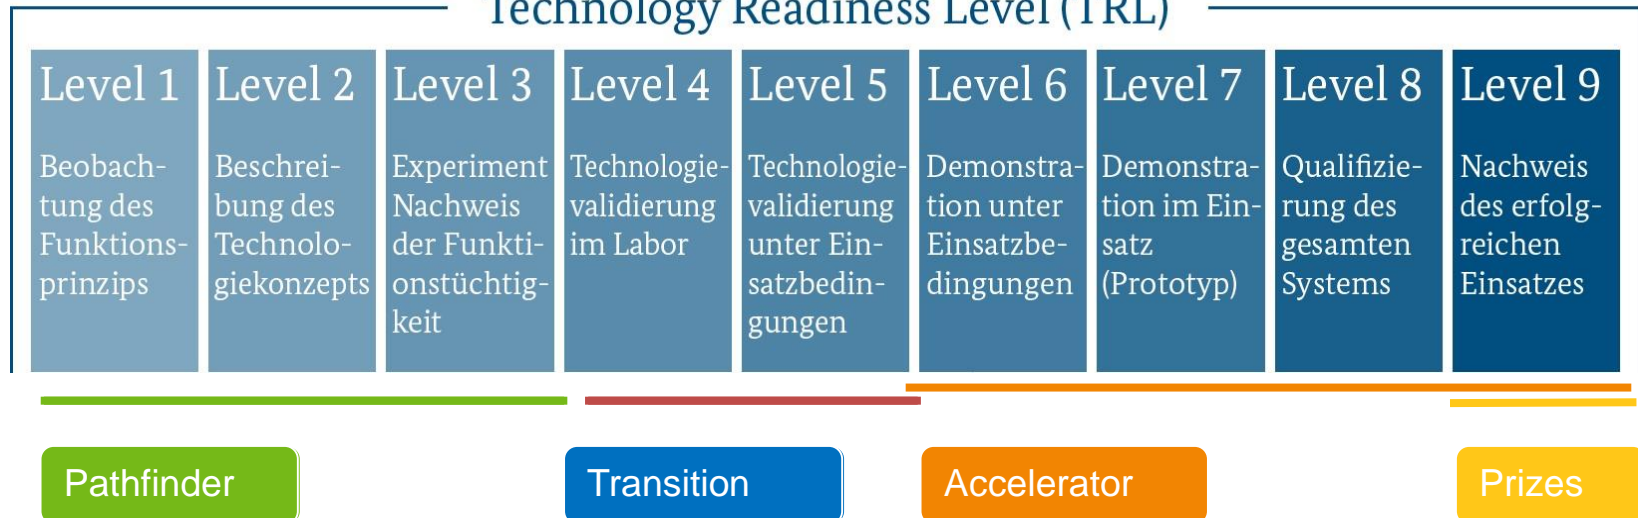 Technology Readiness Level (TRL)
Level 1
Beobach-
tung des
Funktions-
prinzips
Level 2
Beschrei-
bung des
Technolo-
giekonzepts
Level 3
Experiment
Nachweis
der Funkti-
onstüchtig-
keit
Level 4
Technologie-
validierung
im Labor
Level 5
Technologie-
validierung
unter Ein-
satzbedin-
gungen
Level 6
Demonstra-
tion unter
Einsatzbe-
dingungen
Level 7
Demonstra-
tion im Ein-
satz
(Prototyp)
Level 8
Qualifizie-
rung des
gesamten
Systems
Level 9
Nachweis
des erfolg-
reichen
Einsatzes
Pathfinder
Transition
Accelerator
Prizes